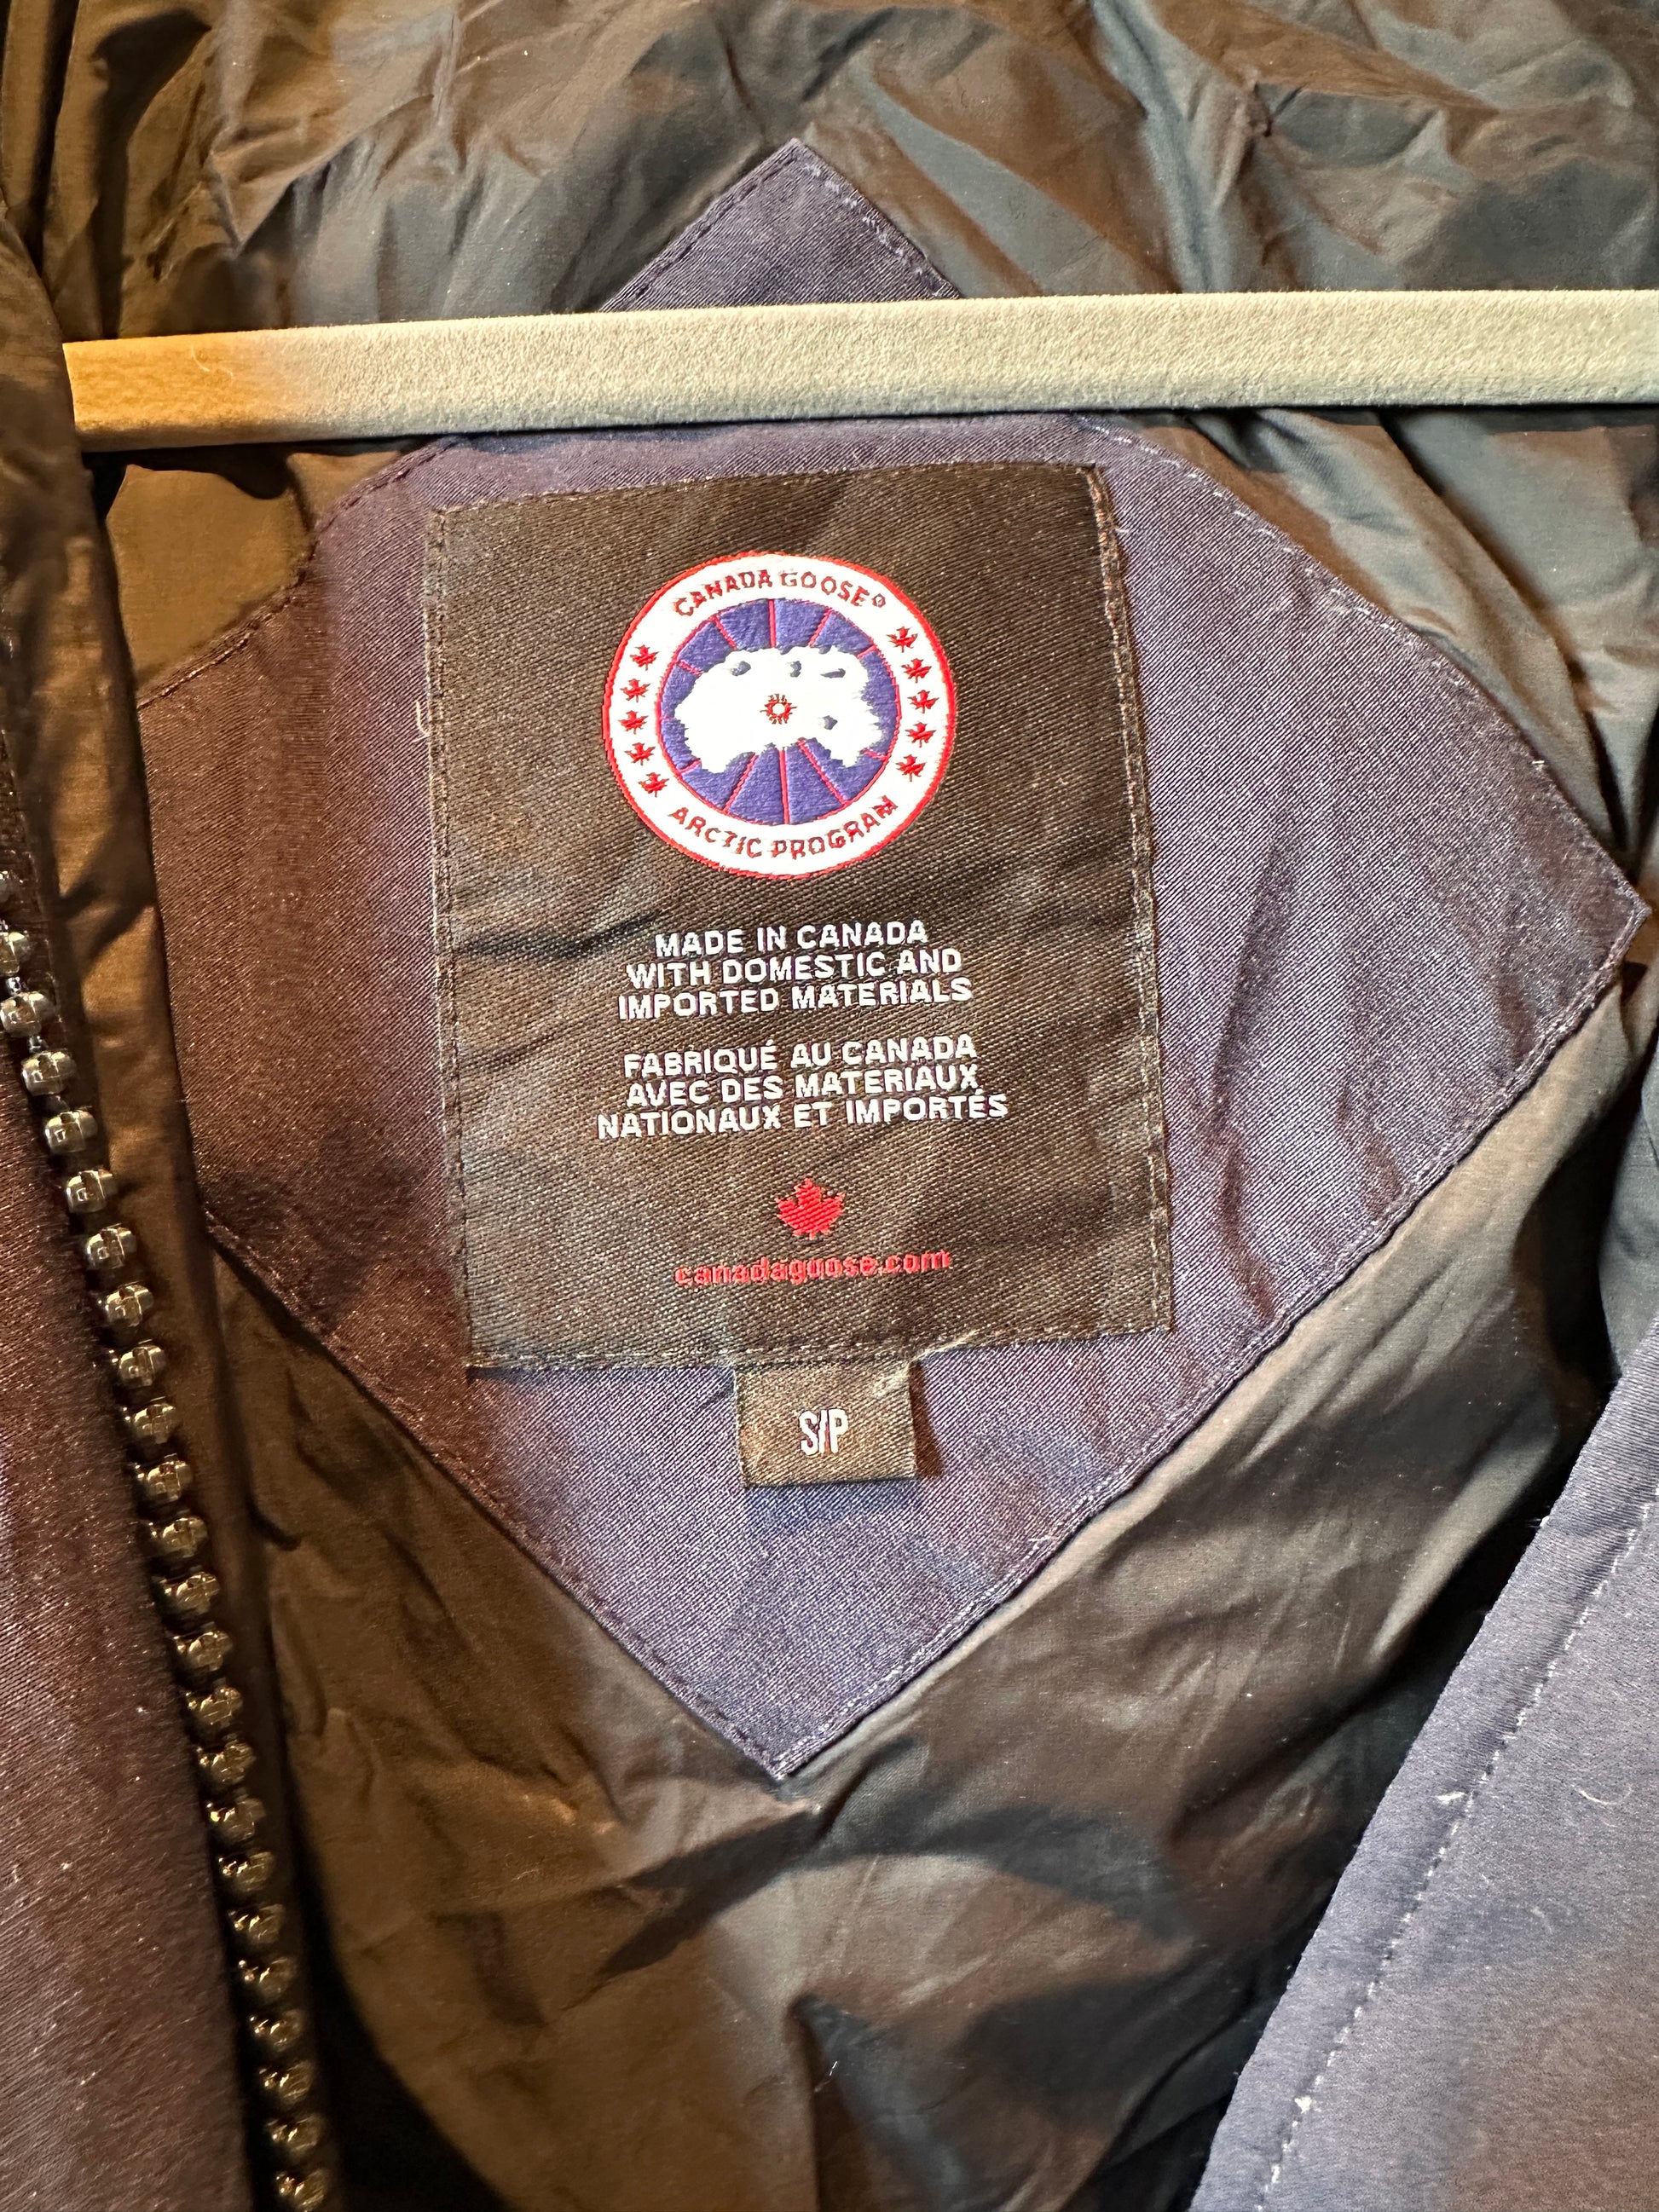 CANADA GOOSE®
ARCTIC PROGRAM
MADE IN CANADA
WITH DOMESTIC AND
IMPORTED MATERIALS
FABRIQUÉ AU CANADA
AVEC DES MATERIAUX
NATIONAUX ET IMPORTÉS
canadagoose.com
S/P